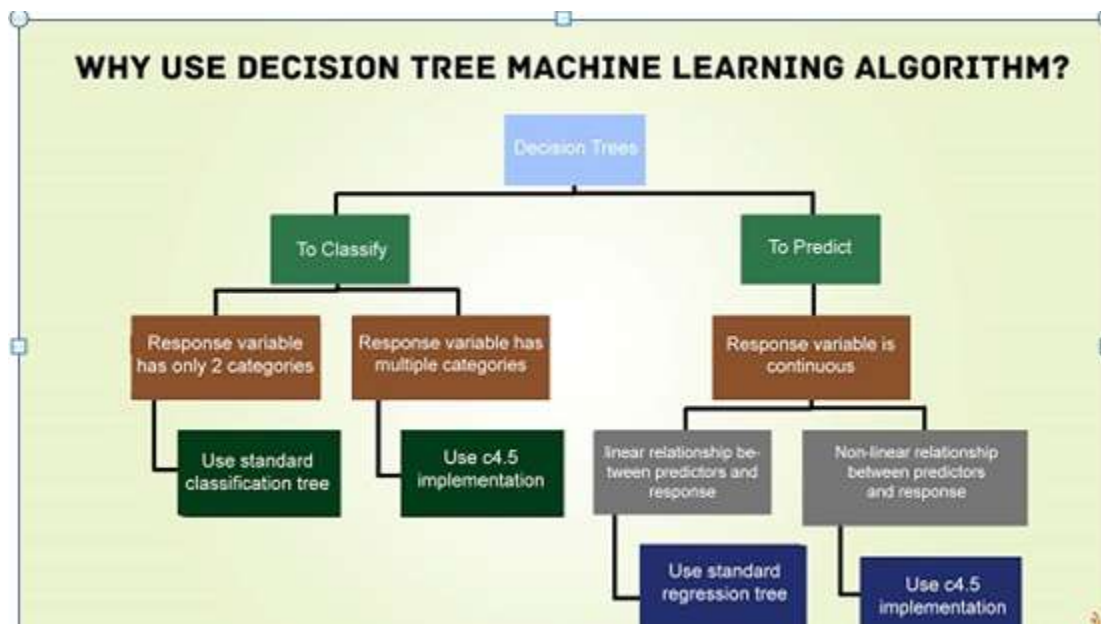 WHY USE DECISION TREE MACHINE LEARNING ALGORITHM?
Decision Trees
To Classify
To Predict
Response variable
has only 2 categories
Response variable has
multiple categories
Response variable is
continuous
Use standard
classification tree
Use c4.5
implementation
linear relationship be-
tween predictors and
response
Non-linear relationship
between predictors
and response
Use standard
regression tree
Use c4.5
implementation